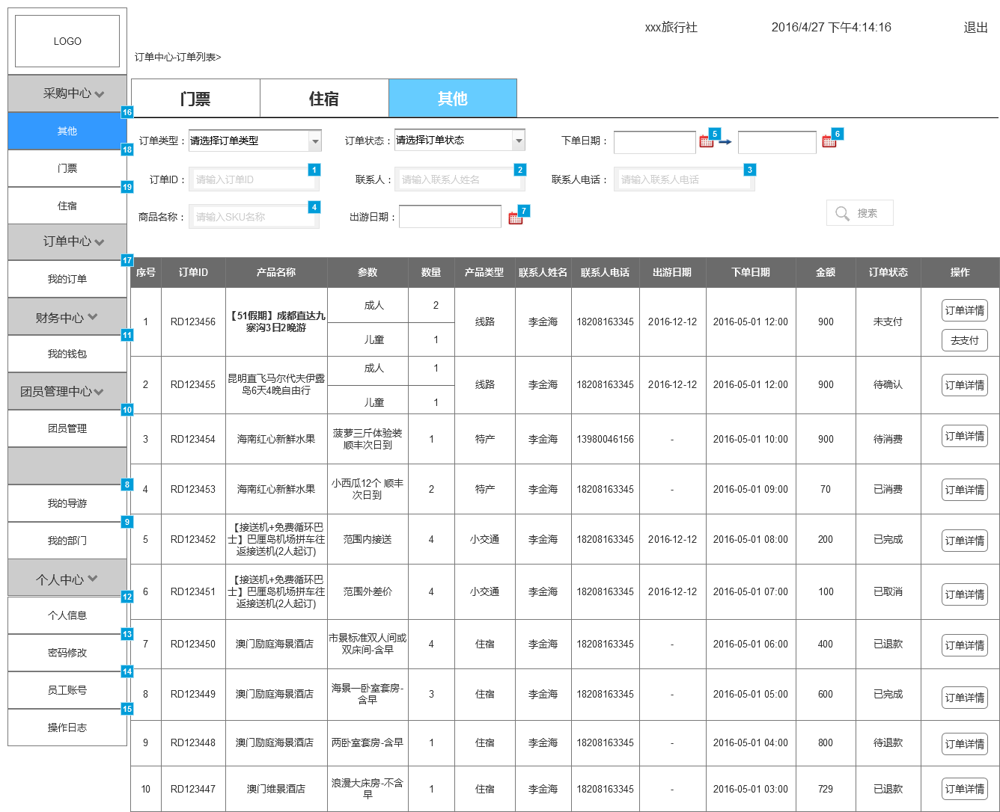 LOGO
xxx旅行社
2016/4/27 下午4:14:16
退出
订单中心-订单列表>
采购中心
16
其他
18
门票
19
住宿
订单中心
17
我的订单
财务中心
11
我的钱包
团员管理中心
10
团员管理
8
我的导游
9
我的部门
个人中心
12
个人信息
13
密码修改
14
员工账号
15
操作日志
门票 住宿 其他
订单类型： 请选择订单类型 订单状态： 请选择订单状态 下单日期： 5 6
订单ID： 请输入订单ID 1 联系人： 请输入联系人姓名 2 联系人电话： 请输入联系人电话 3
商品名称： 请输入SKU名称 4 出游日期： 7 搜索
序号 订单ID 产品名称 参数 数量 产品类型 联系人姓名 联系人电话 出游日期 下单日期 金额 订单状态 操作
1 RD123456 【51假期】成都直达九
寨沟3日2晚游
成人 2
儿童 1
线路 李金海 18208163345 2016-12-12 2016-05-01 12:00 900 未支付 订单详情
去支付
2 RD123455 昆明直飞马尔代夫伊露
岛6天4晚自由行
成人 1
儿童 1
线路 李金海 18208163345 2016-12-12 2016-05-01 12:00 900 待确认 订单详情
3 RD123454 海南红心新鲜水果 菠萝三斤体验装
顺丰次日到
1 特产 李金海 13980046156 - 2016-05-01 10:00 900 待消费 订单详情
4 RD123453 海南红心新鲜水果 小西瓜12个 顺丰
次日到
2 特产 李金海 18208163345 - 2016-05-01 09:00 70 已消费 订单详情
5 RD123452 【接送机+免费循环巴
士】巴厘岛机场拼车往
返接送机(2人起订)
范围内接送 4 小交通 李金海 18208163345 2016-12-12 2016-05-01 08:00 200 已完成 订单详情
6 RD123451 【接送机+免费循环巴
士】巴厘岛机场拼车往
返接送机(2人起订)
范围外差价 4 小交通 李金海 18208163345 2016-12-12 2016-05-01 07:00 100 已取消 订单详情
7 RD123450 澳门励庭海景酒店 市景标准双人间或
双床间-含早
4 住宿 李金海 18208163345 - 2016-05-01 06:00 400 已退款 订单详情
8 RD123449 澳门励庭海景酒店 海景一卧室套房-
含早
3 住宿 李金海 18208163345 - 2016-05-01 05:00 600 已完成 订单详情
9 RD123448 澳门励庭海景酒店 两卧室套房-含早 1 住宿 李金海 18208163345 - 2016-05-01 04:00 800 待退款 订单详情
10 RD123447 澳门维景酒店 浪漫大床房-不含
早
1 住宿 李金海 18208163345 - 2016-05-01 03:00 729 已退款 订单详情